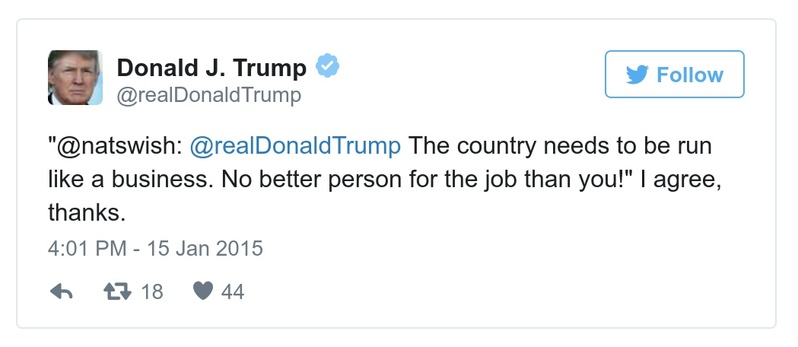 Donald J. Trump
@realDonaldTrump
Follow
"@natswish: @realDonaldTrump The country needs to be run
like a business. No better person for the job than you!" I agree,
thanks.
4:01 PM - 15 Jan 2015
18 44